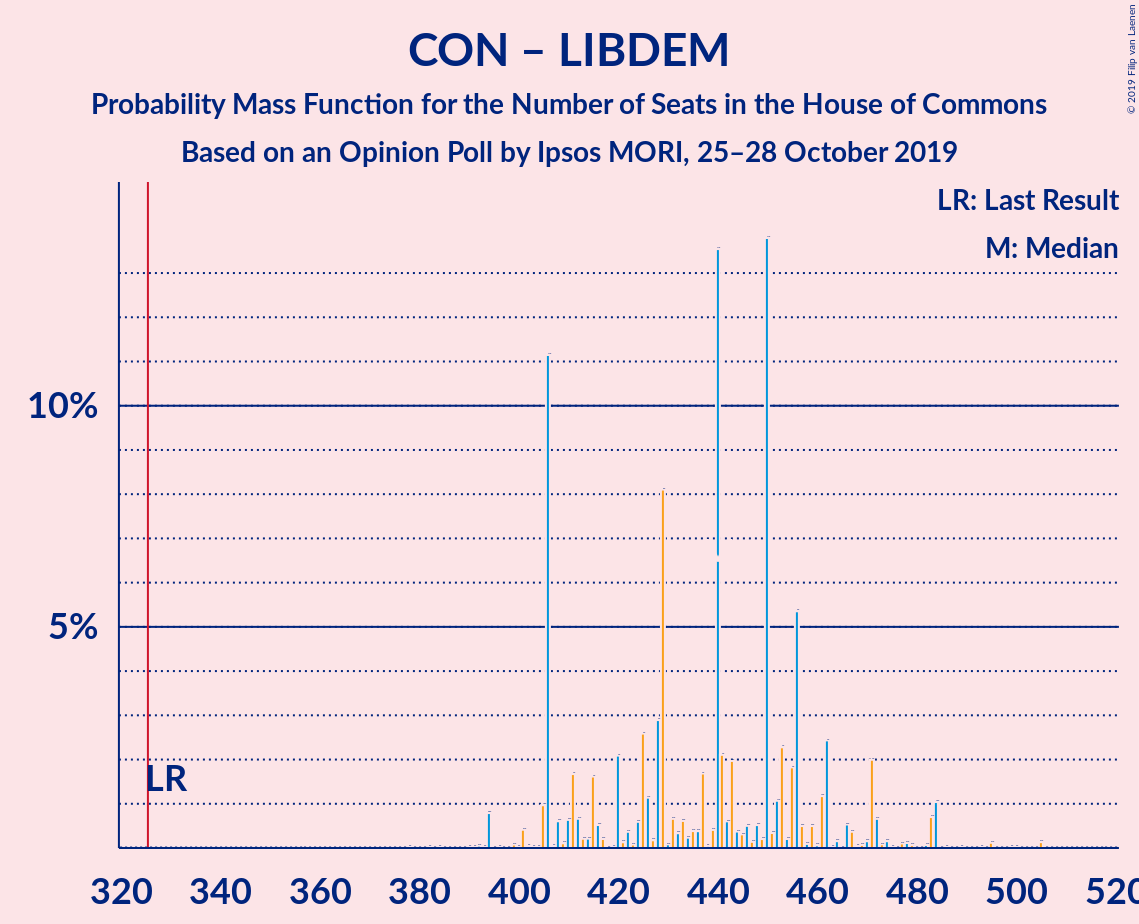 CON – LIBDEM
Probability Mass Function for the Number of Seats in the House of Commons
Based on an Opinion Poll by Ipsos MORI, 25–28 October 2019
© 2019 Filip van Laenen
LR: Last Result
M: Median
10%
5%
LR
320 340 360 380 400 420 440 460 480 500 520